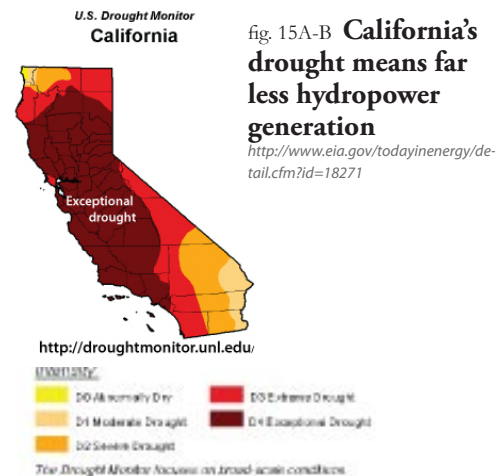 U.S. Drought Monitor
California
fig. 15A-B California's
drought means far
less hydropower
generation
http://www.eia.gov/todayinenergy/de-
tail.cfm?id=18271
Exceptional
drought
http://droughtmonitor.unl.edu/
Intensity:
D0 Abnormally Dry
D1 Moderate Drought
D2 Severe Drought
D3 Extreme Drought
D4 Exceptional Drought
The Drought Monitor focuses on broad-scale conditions.